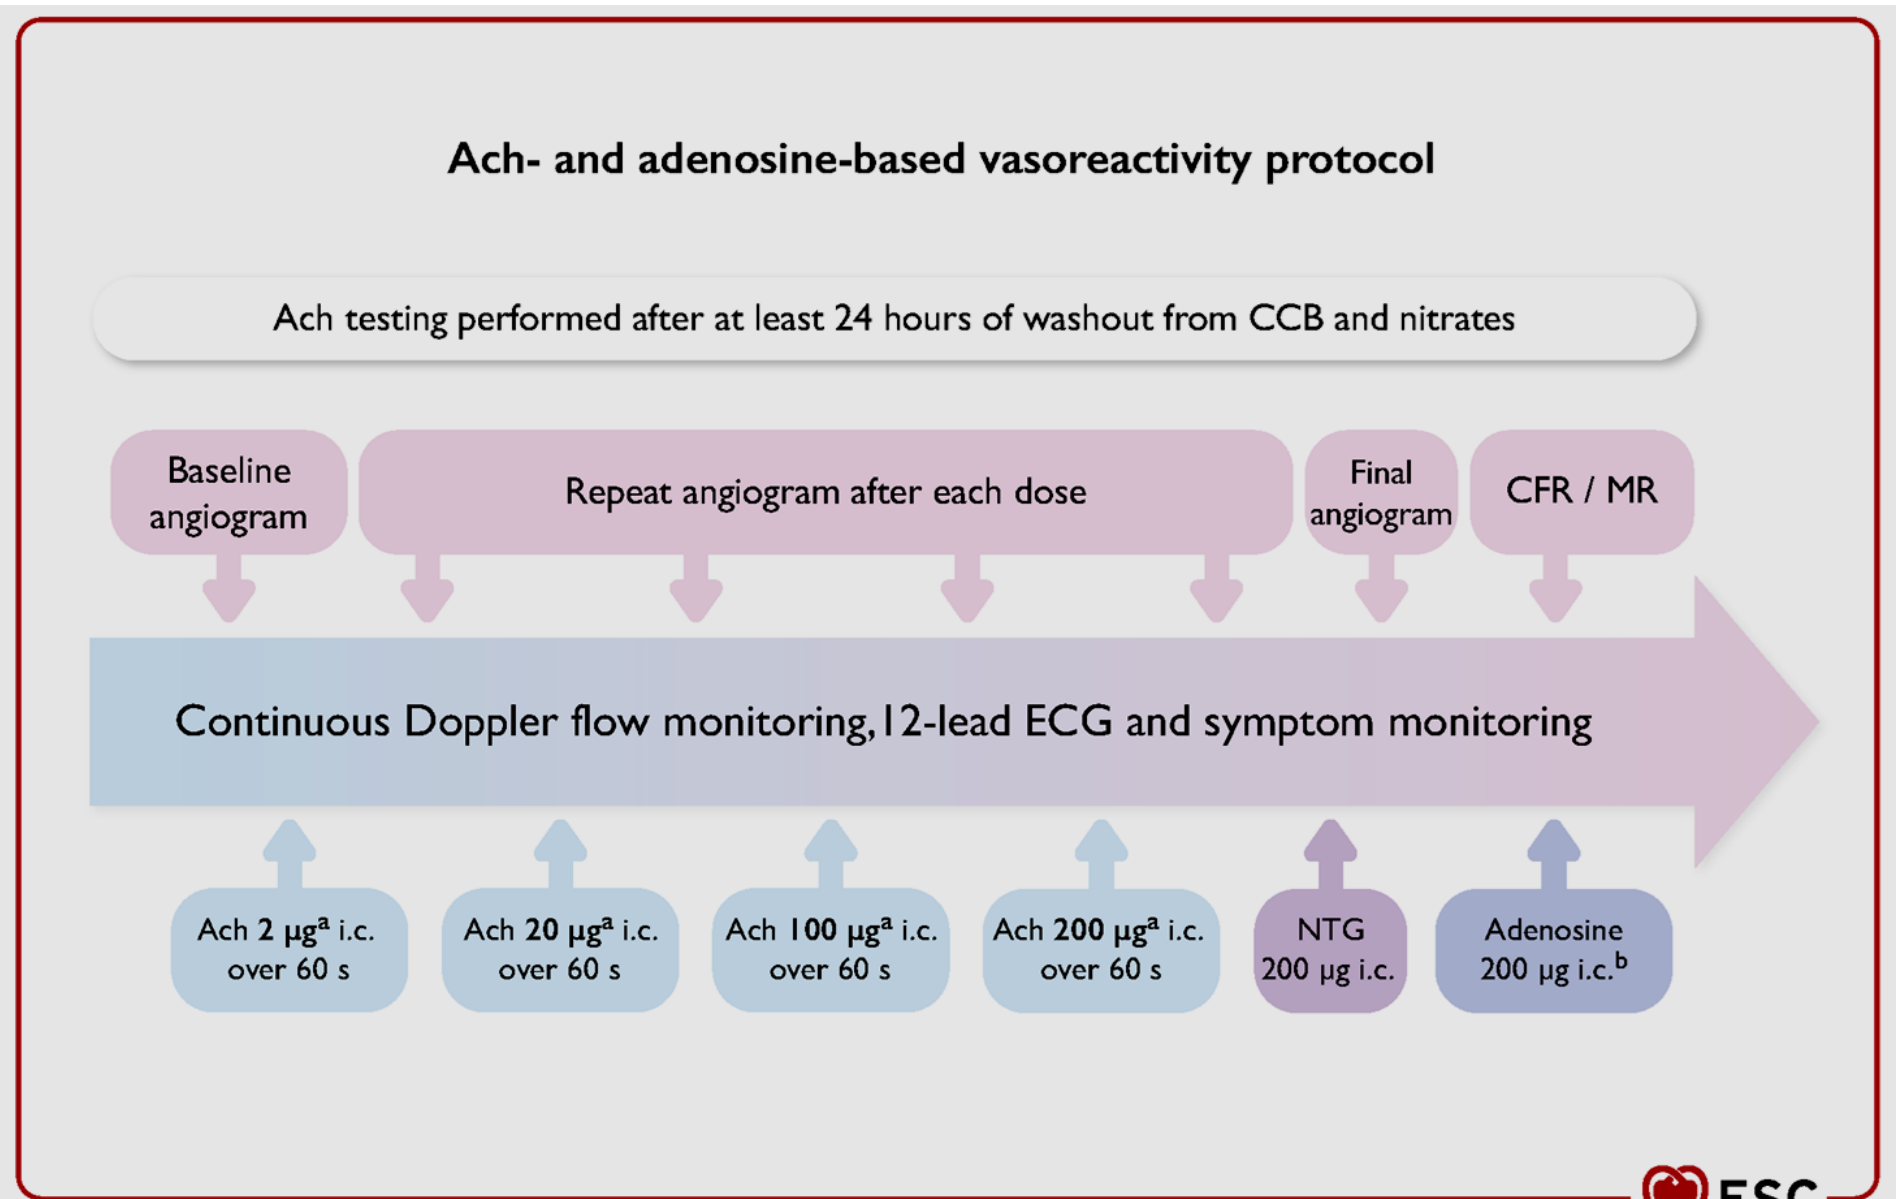 Ach- and adenosine-based vasoreactivity protocol
Ach testing performed after at least 24 hours of washout from CCB and nitrates
Baseline
angiogram
Repeat angiogram after each dose
Final
angiogram
CFR / MR
Continuous Doppler flow monitoring, 12-lead ECG and symptom monitoring
Ach 2 µgᵃ i.c.
over 60 s
Ach 20 µgᵃ i.c.
over 60 s
Ach 100 µgᵃ i.c.
over 60 s
Ach 200 µgᵃ i.c.
over 60 s
NTG
200 µg i.c.
Adenosine
200 µg i.c.ᵇ
ESC